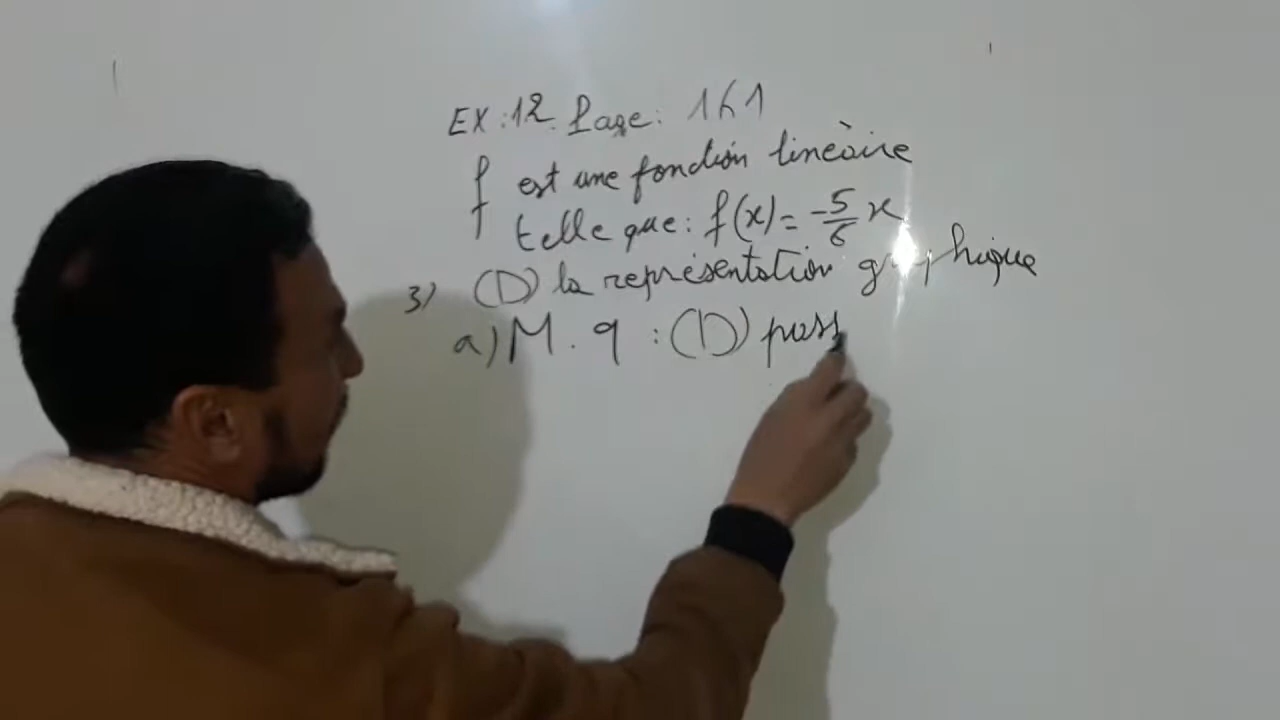 EX : 12. Page : 161
f est une fonction linéaire
telle que : f(x) = -5/6 x
3) (D) la représentation graphique
a) M. q : (D) pass